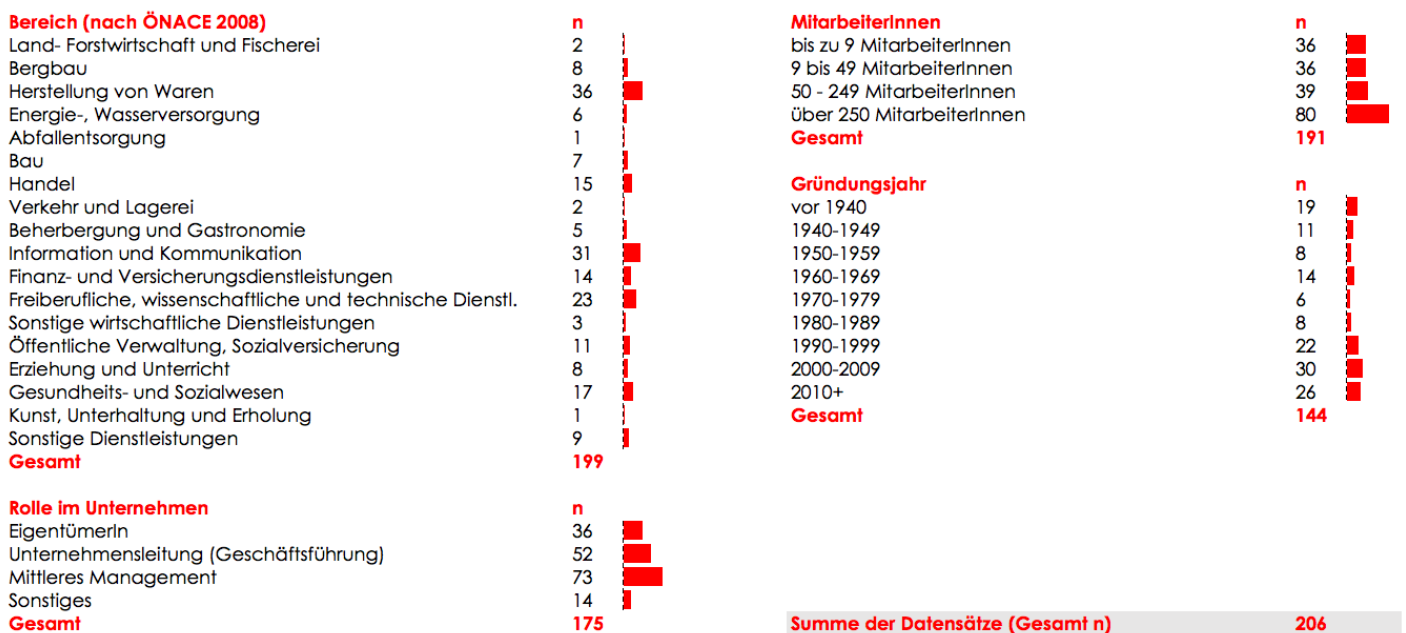 Bereich (nach ÖNACE 2008) n
Land- Forstwirtschaft und Fischerei 2
Bergbau 8
Herstellung von Waren 36
Energie-, Wasserversorgung 6
Abfallentsorgung 1
Bau 7
Handel 15
Verkehr und Lagerei 2
Beherbergung und Gastronomie 5
Information und Kommunikation 31
Finanz- und Versicherungsdienstleistungen 14
Freiberufliche, wissenschaftliche und technische Dienstl. 23
Sonstige wirtschaftliche Dienstleistungen 3
Öffentliche Verwaltung, Sozialversicherung 11
Erziehung und Unterricht 8
Gesundheits- und Sozialwesen 17
Kunst, Unterhaltung und Erholung 1
Sonstige Dienstleistungen 9
Gesamt 199
Rolle im Unternehmen n
EigentümerIn 36
Unternehmensleitung (Geschäftsführung) 52
Mittleres Management 73
Sonstiges 14
Gesamt 175
MitarbeiterInnen n
bis zu 9 MitarbeiterInnen 36
9 bis 49 MitarbeiterInnen 36
50 - 249 MitarbeiterInnen 39
über 250 MitarbeiterInnen 80
Gesamt 191
Gründungsjahr n
vor 1940 19
1940-1949 11
1950-1959 8
1960-1969 14
1970-1979 6
1980-1989 8
1990-1999 22
2000-2009 30
2010+ 26
Gesamt 144
Summe der Datensätze (Gesamt n) 206